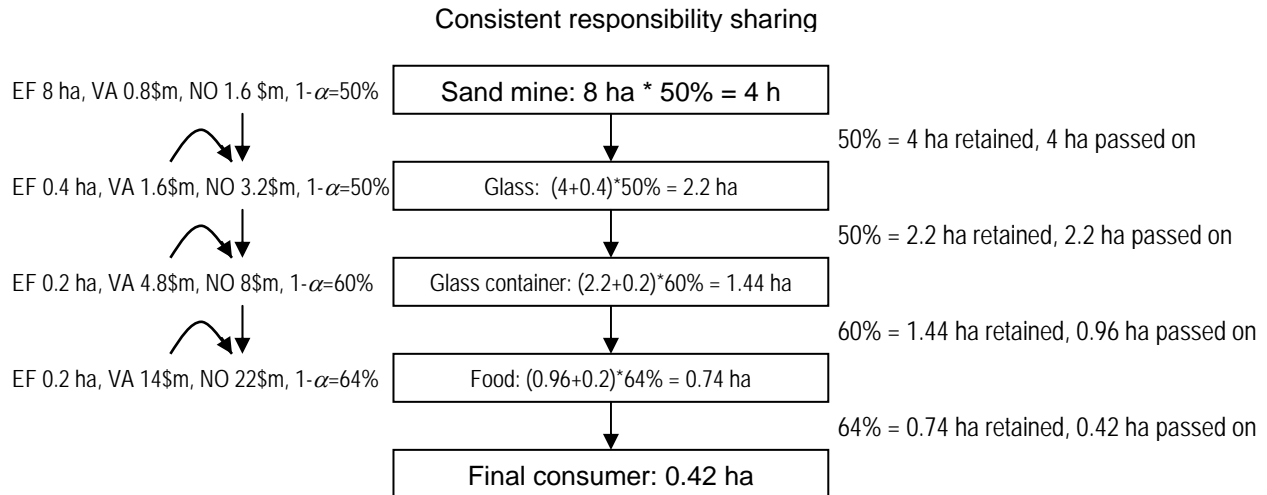 Consistent responsibility sharing
EF 8 ha, VA 0.8$m, NO 1.6 $m, 1-α=50%
Sand mine: 8 ha * 50% = 4 h
50% = 4 ha retained, 4 ha passed on
EF 0.4 ha, VA 1.6$m, NO 3.2$m, 1-α=50%
Glass: (4+0.4)*50% = 2.2 ha
50% = 2.2 ha retained, 2.2 ha passed on
EF 0.2 ha, VA 4.8$m, NO 8$m, 1-α=60%
Glass container: (2.2+0.2)*60% = 1.44 ha
60% = 1.44 ha retained, 0.96 ha passed on
EF 0.2 ha, VA 14$m, NO 22$m, 1-α=64%
Food: (0.96+0.2)*64% = 0.74 ha
64% = 0.74 ha retained, 0.42 ha passed on
Final consumer: 0.42 ha